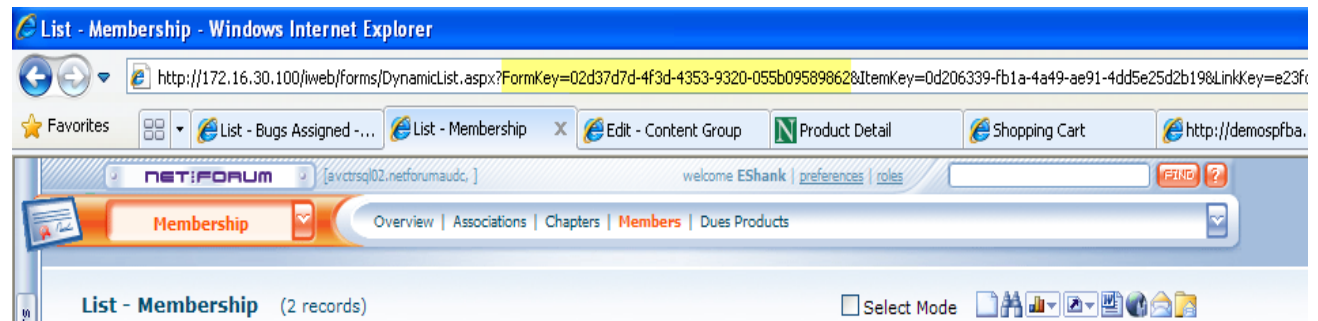 List - Membership - Windows Internet Explorer
http://172.16.30.100/iweb/forms/DynamicList.aspx?FormKey=02d37d7d-4f3d-4353-9320-055b09589862&ItemKey=0d206339-fb1a-4a49-ae91-4dd5e25d2b19&LinkKey=e23f
Favorites List - Bugs Assigned -... List - Membership X Edit - Content Group N Product Detail Shopping Cart http://demospfba.
NET:FORUM [avctrsql02.netforumaudc, ] welcome EShank | preferences | roles FIND ?
Membership Overview | Associations | Chapters | Members | Dues Products
List - Membership (2 records) Select Mode